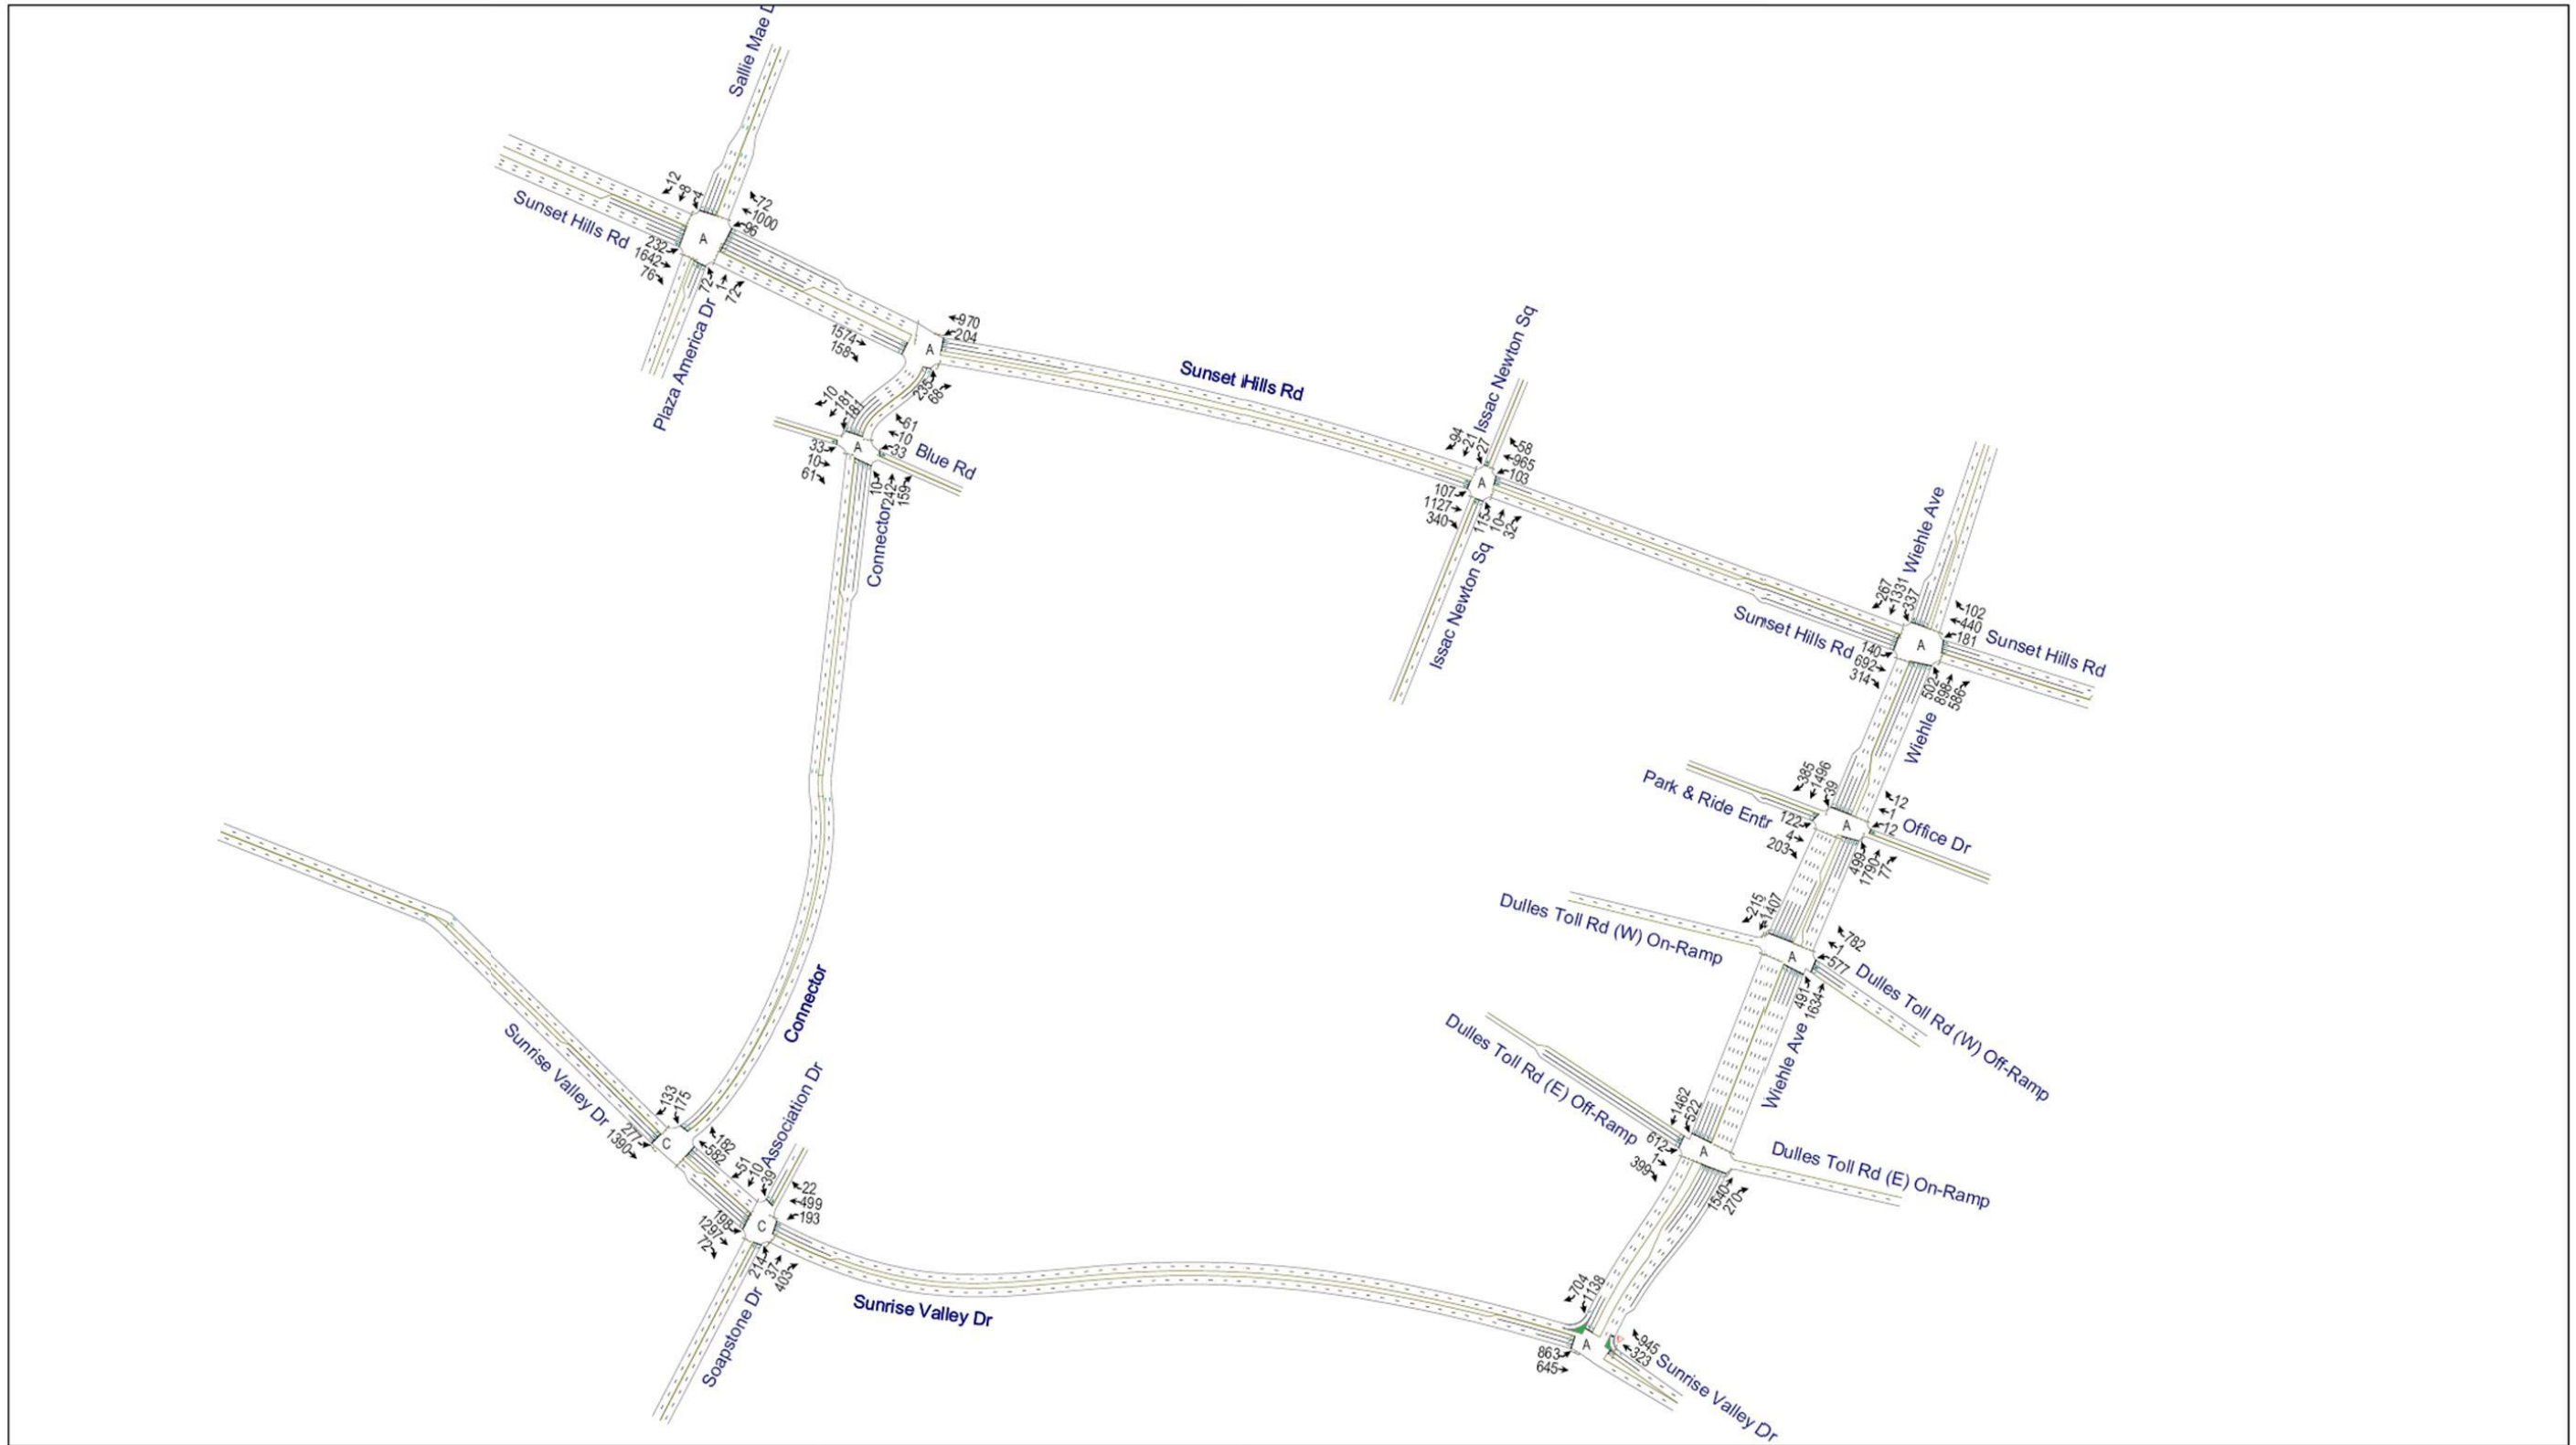 Sallie Mae D
12
8
4
72
1000
96
Sunset Hills Rd
232
1642
76
72
1
72
Plaza America Dr
970
204
1574
158
235
68
10
181
181
61
10
33
Blue Rd
33
10
61
10
242
159
Connector
Sunset Hills Rd
Issac Newton Sq
94
21
27
58
965
103
107
1127
340
115
10
32
Issac Newton Sq
Wiehle Ave
267
1331
337
102
440
181
Sunset Hills Rd
Sunset Hills Rd
140
692
314
502
898
586
Wiehle
385
1496
39
12
1
12
Office Dr
Park & Ride Entr
122
4
203
499
1790
77
215
1407
782
1
577
Dulles Toll Rd (W) On-Ramp
Dulles Toll Rd (W) Off-Ramp
491
1634
Wiehle Ave
Dulles Toll Rd (E) Off-Ramp
1462
522
612
1
399
Dulles Toll Rd (E) On-Ramp
1540
270
Connector
Sunrise Valley Dr
133
175
277
1390
182
582
Association Dr
51
10
39
22
499
193
198
1297
72
214
37
403
Soapstone Dr
Sunrise Valley Dr
704
1138
863
645
945
323
Sunrise Valley Dr
A
A
A
A
A
A
A
A
A
C
C